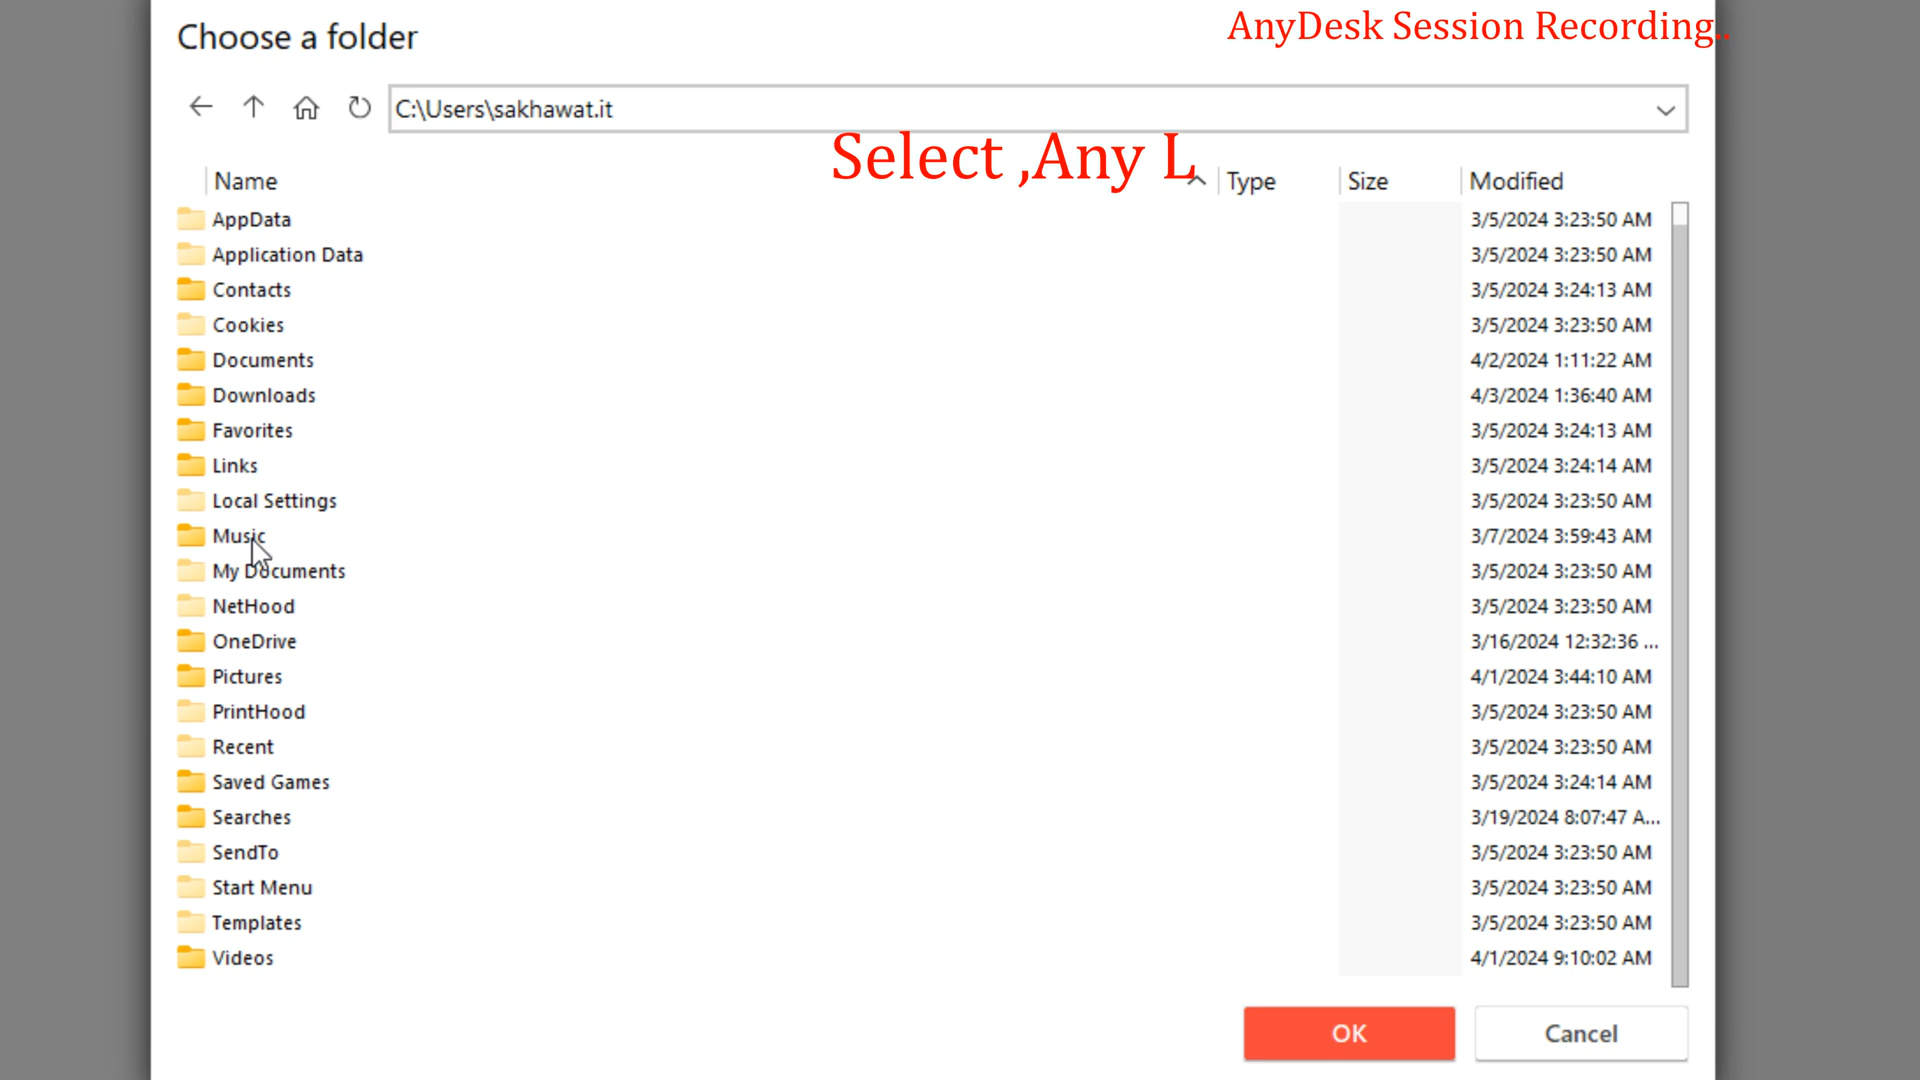 Choose a folder
AnyDesk Session Recording..
C:\Users\sakhawat.it
Select ,Any L
Name Type Size Modified
AppData 3/5/2024 3:23:50 AM
Application Data 3/5/2024 3:23:50 AM
Contacts 3/5/2024 3:24:13 AM
Cookies 3/5/2024 3:23:50 AM
Documents 4/2/2024 1:11:22 AM
Downloads 4/3/2024 1:36:40 AM
Favorites 3/5/2024 3:24:13 AM
Links 3/5/2024 3:24:14 AM
Local Settings 3/5/2024 3:23:50 AM
Music 3/7/2024 3:59:43 AM
My Documents 3/5/2024 3:23:50 AM
NetHood 3/5/2024 3:23:50 AM
OneDrive 3/16/2024 12:32:36 ...
Pictures 4/1/2024 3:44:10 AM
PrintHood 3/5/2024 3:23:50 AM
Recent 3/5/2024 3:23:50 AM
Saved Games 3/5/2024 3:24:14 AM
Searches 3/19/2024 8:07:47 A...
SendTo 3/5/2024 3:23:50 AM
Start Menu 3/5/2024 3:23:50 AM
Templates 3/5/2024 3:23:50 AM
Videos 4/1/2024 9:10:02 AM
OK Cancel